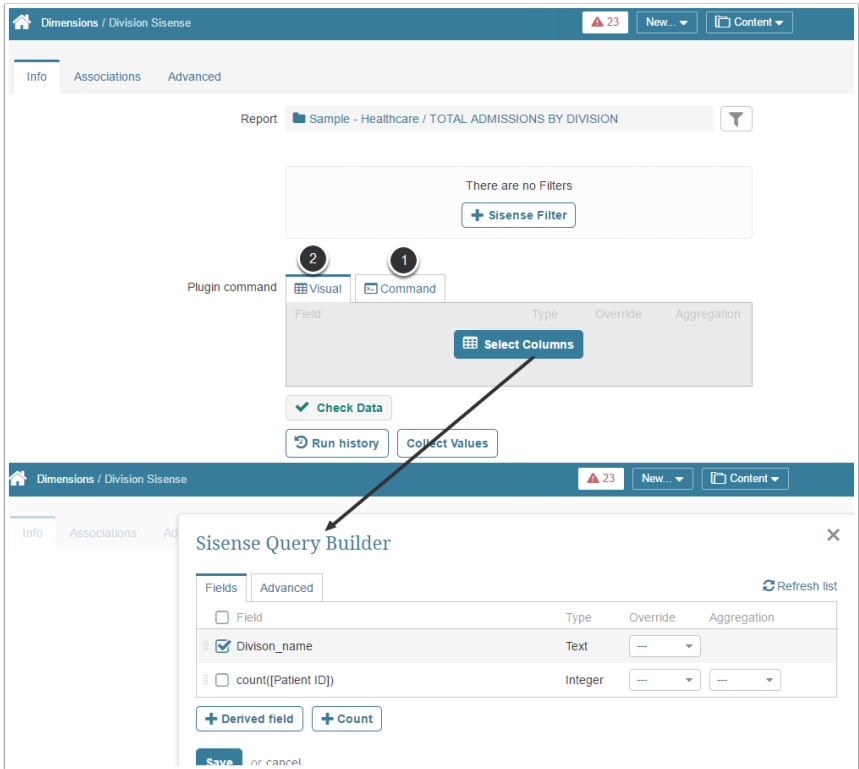 Dimensions / Division Sisense 23 New... Content
Info Associations Advanced
Report Sample - Healthcare / TOTAL ADMISSIONS BY DIVISION
There are no Filters
Sisense Filter
2 1
Plugin command Visual Command
Field Type Override Aggregation
Select Columns
Check Data
Run history Collect Values
Dimensions / Division Sisense 23 New... Content
Info Associations Ad
Sisense Query Builder
Fields Advanced Refresh list
Field Type Override Aggregation
Divison_name Text ---
count([Patient ID]) Integer --- ---
Derived field Count
Save or cancel